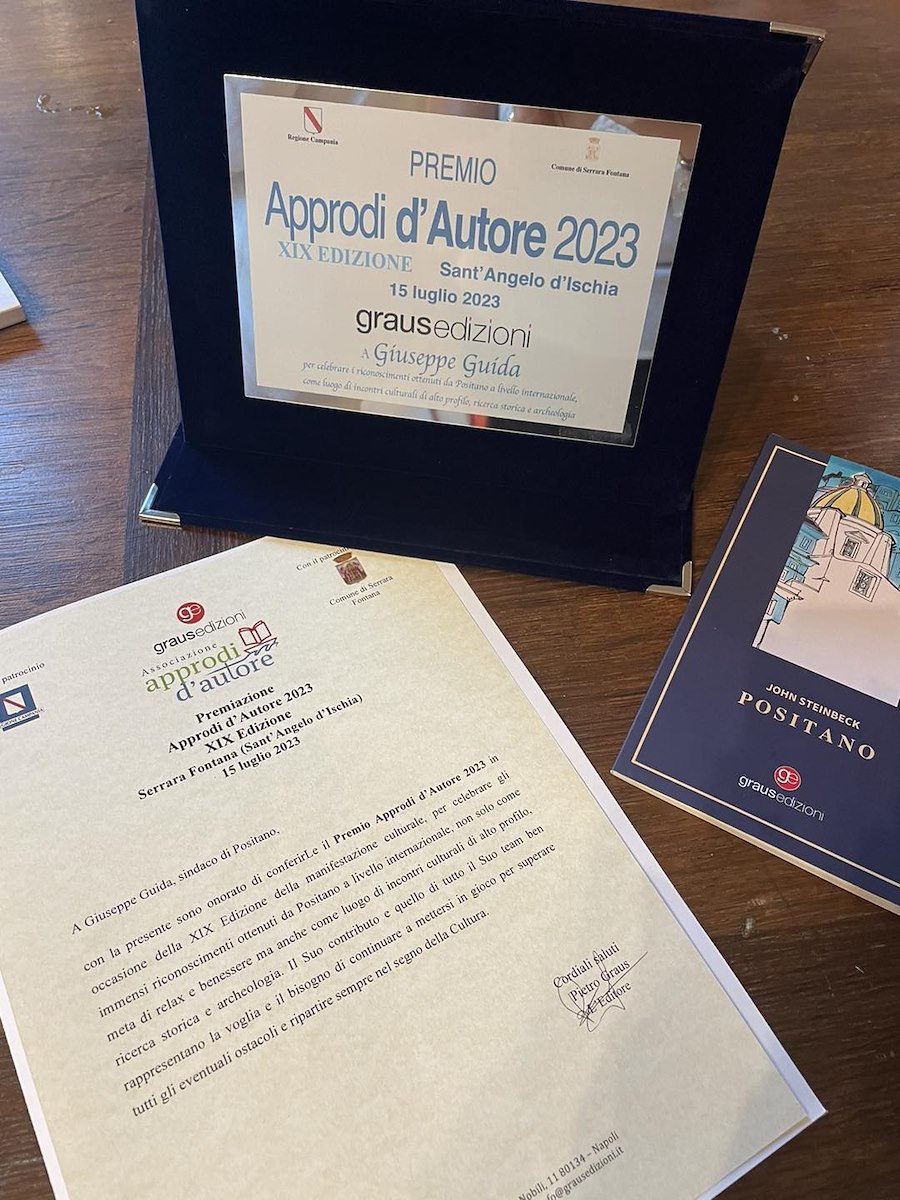 Regione Campania
Comune di Serrara Fontana
PREMIO
Approdi d'Autore 2023
XIX EDIZIONE
Sant'Angelo d'Ischia
15 luglio 2023
grausedizioni
A Giuseppe Guida
per celebrare i riconoscimenti ottenuti da Positano a livello internazionale,
come luogo di incontri culturali di alto profilo, ricerca storica e archeologia
patrocinio
Con il patrocini
Comune di Serrara
Fontana
ge
grausedizioni
Associazione
approdi
d'autore
Premiazione
Approdi d'Autore 2023
XIX Edizione
Serrara Fontana (Sant'Angelo d'Ischia)
15 luglio 2023
A Giuseppe Guida, sindaco di Positano,
con la presente sono onorato di conferirLe il Premio Approdi d'Autore 2023 in
occasione della XIX Edizione della manifestazione culturale, per celebrare gli
immensi riconoscimenti ottenuti da Positano a livello internazionale, non solo come
meta di relax e benessere ma anche come luogo di incontri culturali di alto profilo,
ricerca storica e archeologia. Il Suo contributo e quello di tutto il Suo team ben
rappresentano la voglia e il bisogno di continuare a mettersi in gioco per superare
tutti gli eventuali ostacoli e ripartire sempre nel segno della Cultura.
Cordiali saluti
Pietro Graus
L'Editore
Nobili, 11 80134 – Napoli
fo@grausedizioni.it
JOHN STEINBECK
POSITANO
ge
grausedizioni